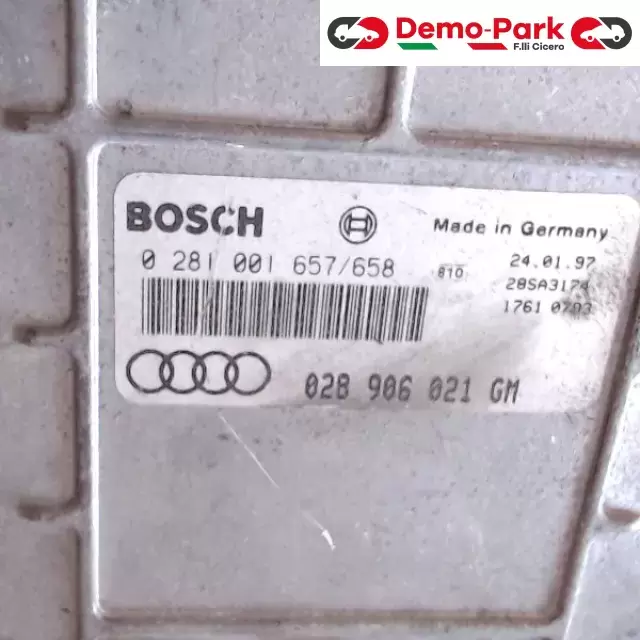 Demo-Park
F.lli Cicero
BOSCH
Made in Germany
0 281 001 657/658
810
24.01.97
28SA3174
1761 0703
028 906 021 GM